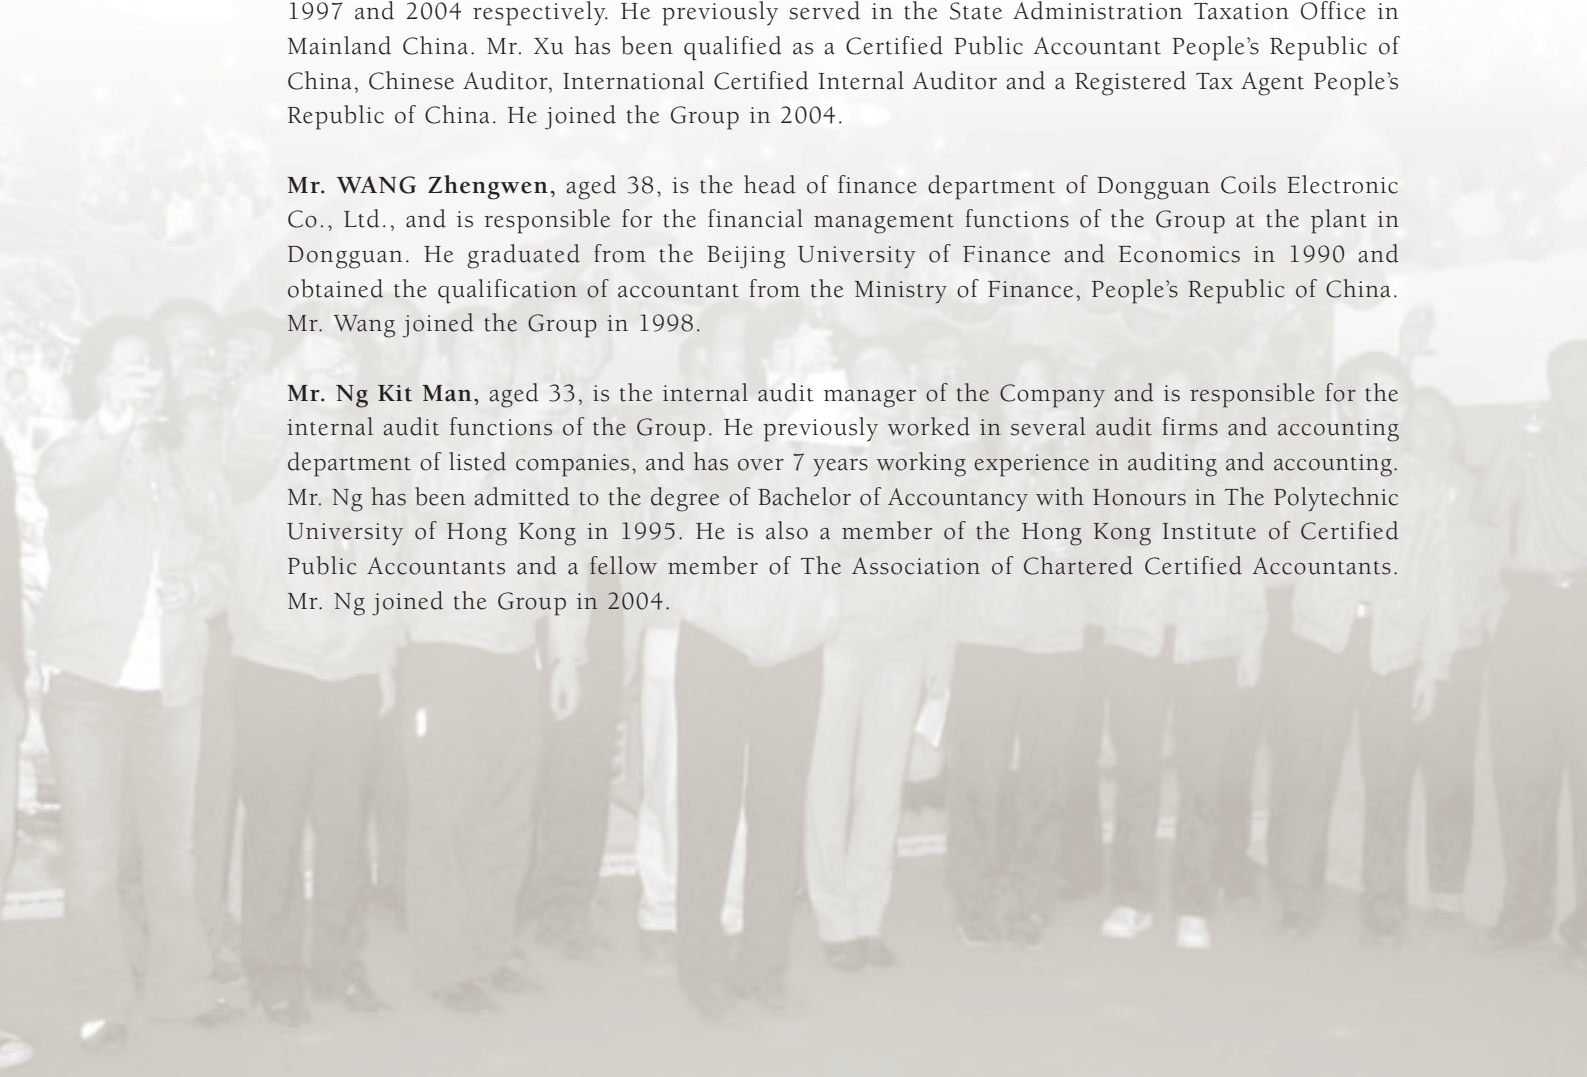 1997 and 2004 respectively. He previously served in the State Administration Taxation Office in
Mainland China. Mr. Xu has been qualified as a Certified Public Accountant People's Republic of
China, Chinese Auditor, International Certified Internal Auditor and a Registered Tax Agent People's
Republic of China. He joined the Group in 2004.
Mr. WANG Zhengwen, aged 38, is the head of finance department of Dongguan Coils Electronic
Co., Ltd., and is responsible for the financial management functions of the Group at the plant in
Dongguan. He graduated from the Beijing University of Finance and Economics in 1990 and
obtained the qualification of accountant from the Ministry of Finance, People's Republic of China.
Mr. Wang joined the Group in 1998.
Mr. Ng Kit Man, aged 33, is the internal audit manager of the Company and is responsible for the
internal audit functions of the Group. He previously worked in several audit firms and accounting
department of listed companies, and has over 7 years working experience in auditing and accounting.
Mr. Ng has been admitted to the degree of Bachelor of Accountancy with Honours in The Polytechnic
University of Hong Kong in 1995. He is also a member of the Hong Kong Institute of Certified
Public Accountants and a fellow member of The Association of Chartered Certified Accountants.
Mr. Ng joined the Group in 2004.